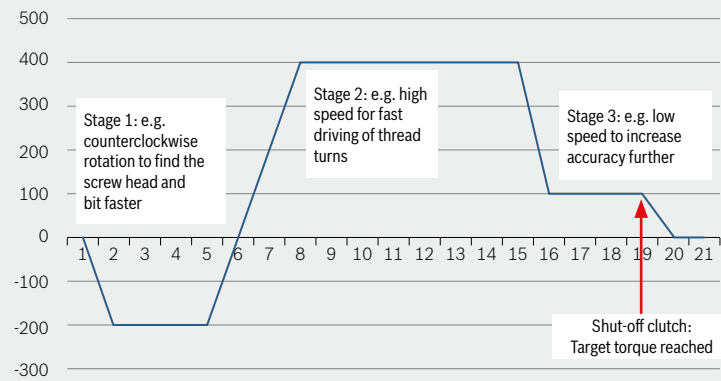 500
400
300
200
100
0
-100
-200
-300
Stage 1: e.g.
counterclockwise
rotation to find the
screw head and
bit faster
Stage 2: e.g. high
speed for fast
driving of thread
turns
Stage 3: e.g. low
speed to increase
accuracy further
1 2 3 4 5 6 7 8 9 10 11 12 13 14 15 16 17 18 19 20 21
Shut-off clutch:
Target torque reached